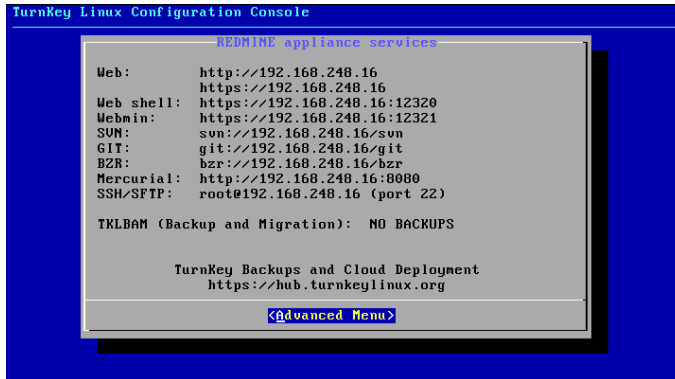 TurnKey Linux Configuration Console
REDMINE appliance services
Web: http://192.168.248.16
https://192.168.248.16
Web shell: https://192.168.248.16:12320
Webmin: https://192.168.248.16:12321
SVN: svn://192.168.248.16/svn
GIT: git://192.168.248.16/git
BZR: bzr://192.168.248.16/bzr
Mercurial: http://192.168.248.16:8080
SSH/SFTP: root@192.168.248.16 (port 22)
TKLBAM (Backup and Migration): NO BACKUPS
TurnKey Backups and Cloud Deployment
https://hub.turnkeylinux.org
<Advanced Menu>